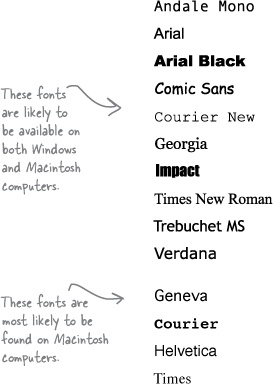 Andale Mono
Arial
Arial Black
Comic Sans
Courier New
Georgia
Impact
Times New Roman
Trebuchet MS
Verdana
These fonts
are likely to
be available on
both Windows
and Macintosh
computers.
Geneva
Courier
Helvetica
Times
These fonts are
most likely to be
found on Macintosh
computers.